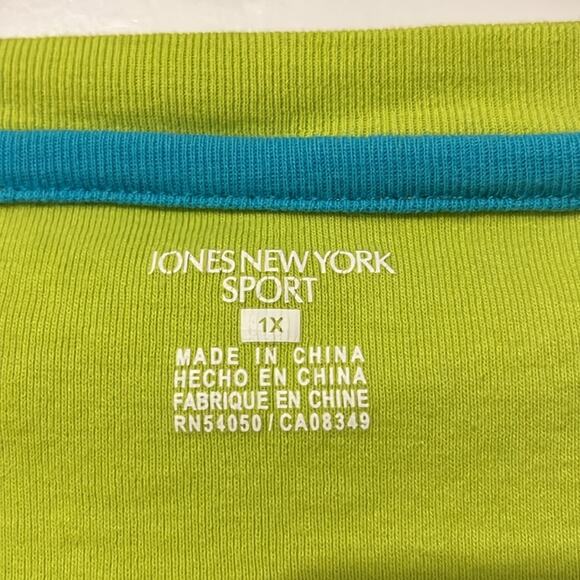 JONES NEW YORK
SPORT
1X
MADE IN CHINA
HECHO EN CHINA
FABRIQUE EN CHINE
RN54050 / CA08349